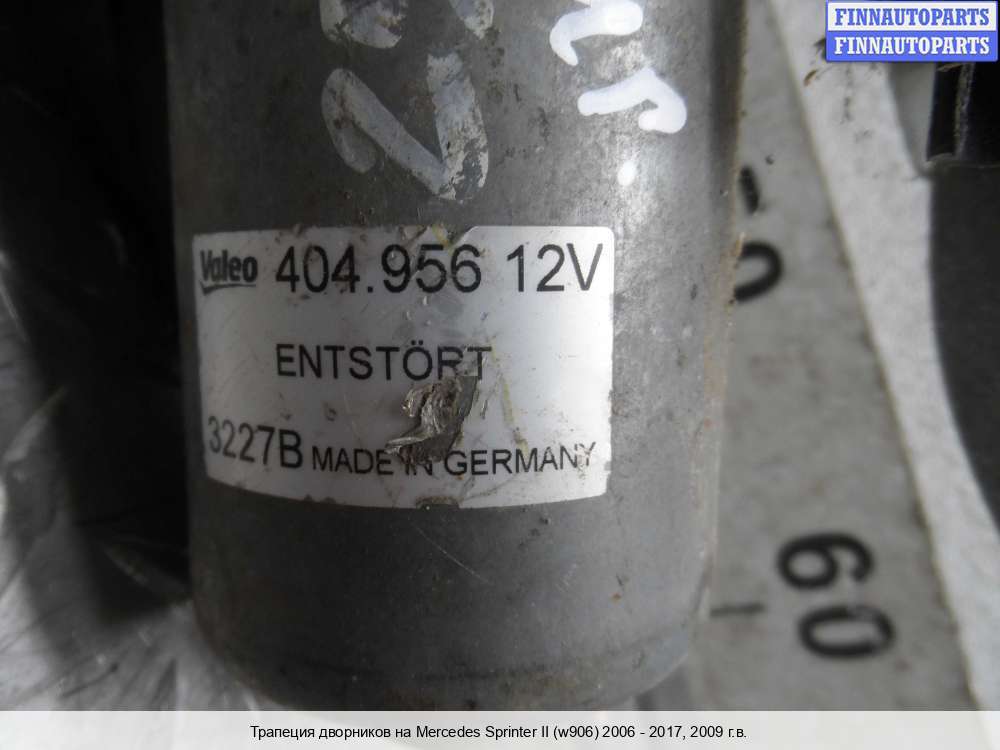 FINNAUTOPARTS
FINNAUTOPARTS
Valeo 404.956 12V
ENTSTÖRT
3227B MADE IN GERMANY
60
Трапеция дворников на Mercedes Sprinter II (w906) 2006 - 2017, 2009 г.в.